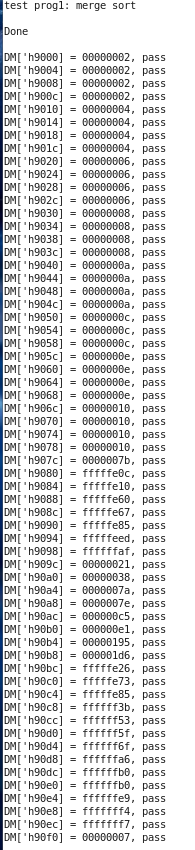 test prog1: merge sort
Done
DM['h9000] = 00000002, pass
DM['h9004] = 00000002, pass
DM['h9008] = 00000002, pass
DM['h900c] = 00000002, pass
DM['h9010] = 00000004, pass
DM['h9014] = 00000004, pass
DM['h9018] = 00000004, pass
DM['h901c] = 00000004, pass
DM['h9020] = 00000006, pass
DM['h9024] = 00000006, pass
DM['h9028] = 00000006, pass
DM['h902c] = 00000006, pass
DM['h9030] = 00000008, pass
DM['h9034] = 00000008, pass
DM['h9038] = 00000008, pass
DM['h903c] = 00000008, pass
DM['h9040] = 0000000a, pass
DM['h9044] = 0000000a, pass
DM['h9048] = 0000000a, pass
DM['h904c] = 0000000a, pass
DM['h9050] = 0000000c, pass
DM['h9054] = 0000000c, pass
DM['h9058] = 0000000c, pass
DM['h905c] = 0000000e, pass
DM['h9060] = 0000000e, pass
DM['h9064] = 0000000e, pass
DM['h9068] = 0000000e, pass
DM['h906c] = 00000010, pass
DM['h9070] = 00000010, pass
DM['h9074] = 00000010, pass
DM['h9078] = 00000010, pass
DM['h907c] = 0000007b, pass
DM['h9080] = fffffe0c, pass
DM['h9084] = fffffe10, pass
DM['h9088] = fffffe60, pass
DM['h908c] = fffffe67, pass
DM['h9090] = fffffe85, pass
DM['h9094] = fffffeed, pass
DM['h9098] = ffffffaf, pass
DM['h909c] = 00000021, pass
DM['h90a0] = 00000038, pass
DM['h90a4] = 0000007a, pass
DM['h90a8] = 0000007e, pass
DM['h90ac] = 000000c5, pass
DM['h90b0] = 000000e1, pass
DM['h90b4] = 00000195, pass
DM['h90b8] = 000001d6, pass
DM['h90bc] = fffffe26, pass
DM['h90c0] = fffffe73, pass
DM['h90c4] = fffffe85, pass
DM['h90c8] = ffffff3b, pass
DM['h90cc] = ffffff53, pass
DM['h90d0] = ffffff5f, pass
DM['h90d4] = ffffff6f, pass
DM['h90d8] = ffffffa6, pass
DM['h90dc] = ffffffb0, pass
DM['h90e0] = ffffffb0, pass
DM['h90e4] = ffffffe9, pass
DM['h90e8] = fffffff4, pass
DM['h90ec] = fffffff7, pass
DM['h90f0] = 00000007, pass